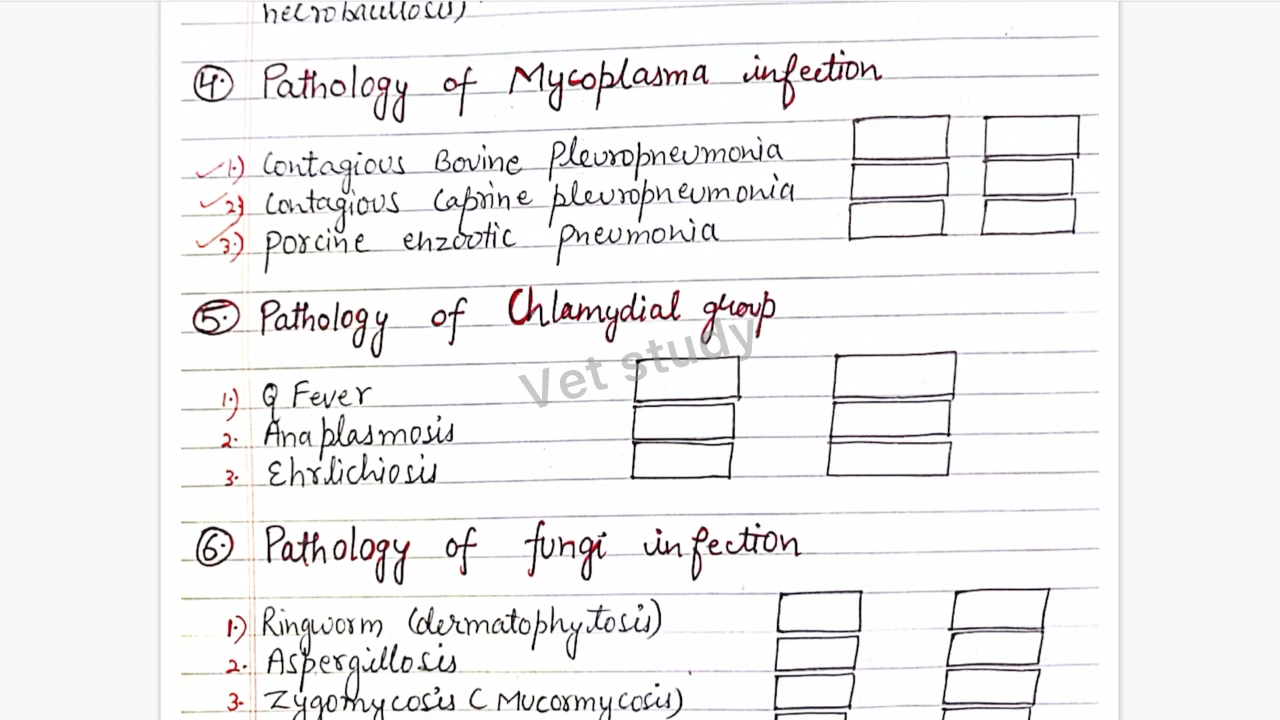 necrobacillosis)
4. Pathology of Mycoplasma infection
1.) Contagious Bovine Pleuropneumonia
2) Contagious Caprine pleuropneumonia
3.) Porcine enzootic pneumonia
5. Pathology of Chlamydial group
Vet study
1.) Q Fever
2. Anaplasmosis
3. Ehrlichiosis
6. Pathology of fungi infection
1.) Ringworm (dermatophytosis)
2. Aspergillosis
3. Zygomycosis (Mucormycosis)